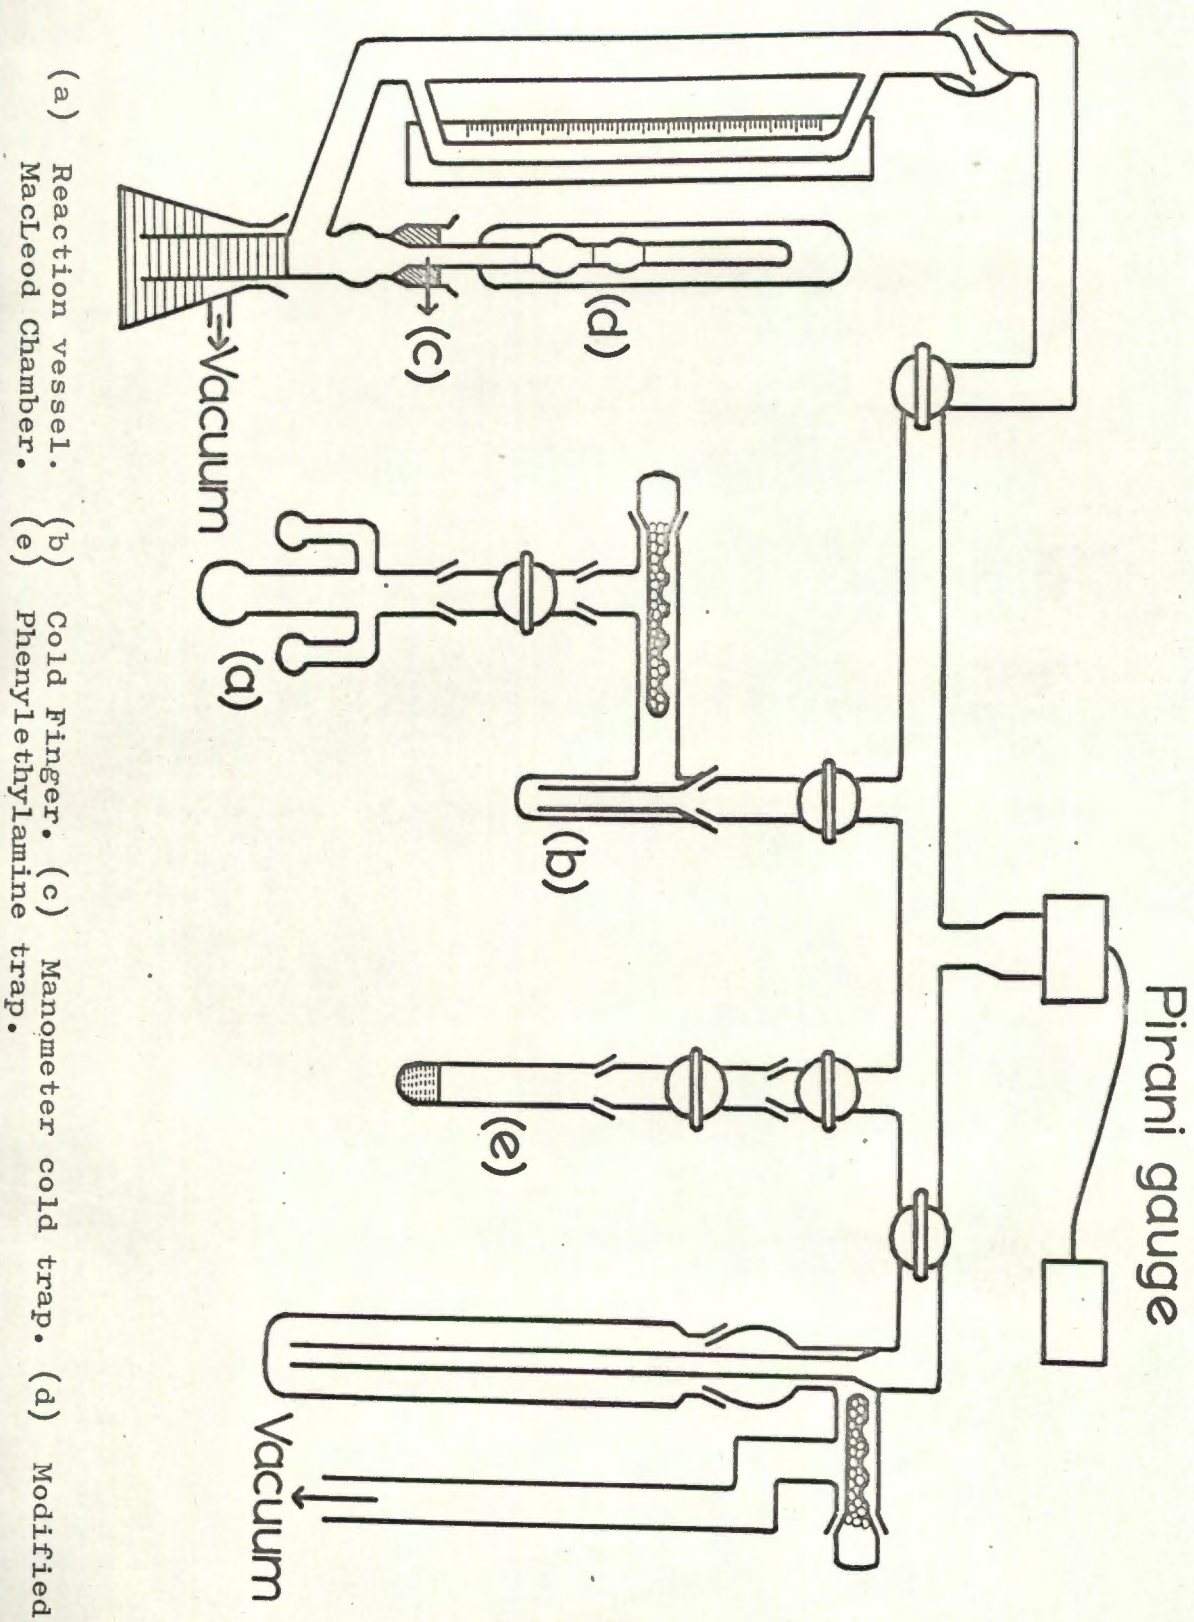 Pirani gauge
(d)
(c)
Vacuum
(a)
(b)
(e)
Vacuum
(a) Reaction vessel. (b) Cold Finger. (c) Manometer cold trap. (d) Modified
MacLeod Chamber. (e) Phenylethylamine trap.